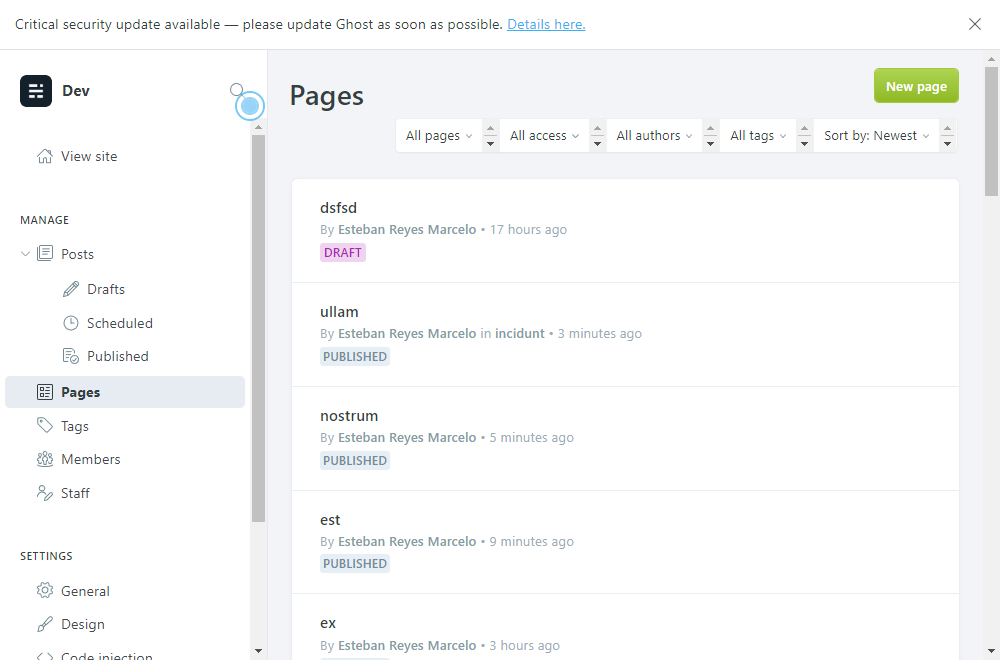 Critical security update available — please update Ghost as soon as possible. Details here.
Dev
View site
MANAGE
Posts
Drafts
Scheduled
Published
Pages
Tags
Members
Staff
SETTINGS
General
Design
Code injection
Pages
New page
All pages
All access
All authors
All tags
Sort by: Newest
dsfsd
By Esteban Reyes Marcelo • 17 hours ago
DRAFT
ullam
By Esteban Reyes Marcelo in incidunt • 3 minutes ago
PUBLISHED
nostrum
By Esteban Reyes Marcelo • 5 minutes ago
PUBLISHED
est
By Esteban Reyes Marcelo • 9 minutes ago
PUBLISHED
ex
By Esteban Reyes Marcelo • 3 hours ago